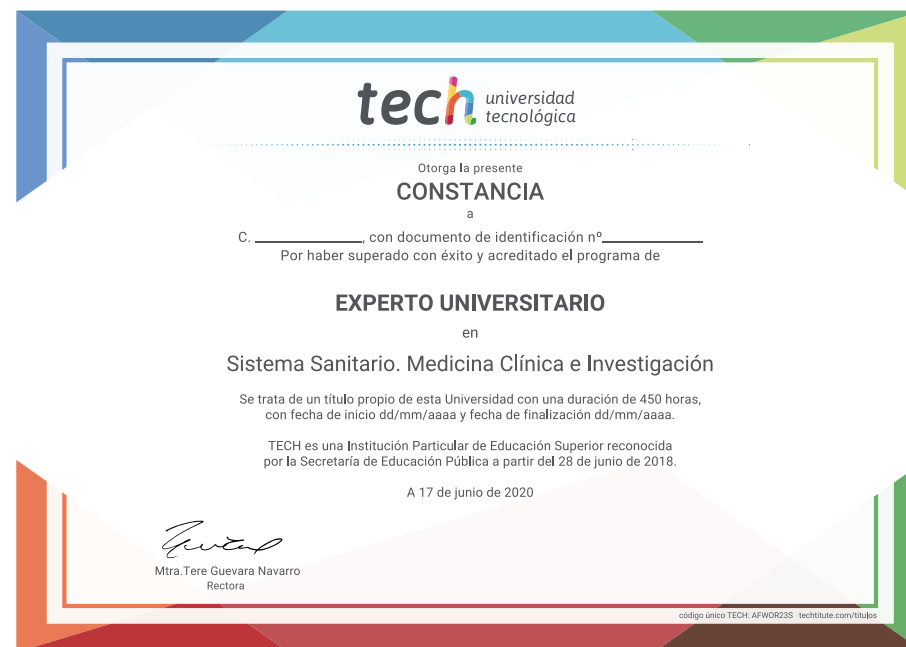 tech universidad
tecnológica
Otorga la presente
CONSTANCIA
a
C. ________________, con documento de identificación nº_______________
Por haber superado con éxito y acreditado el programa de
EXPERTO UNIVERSITARIO
en
Sistema Sanitario. Medicina Clínica e Investigación
Se trata de un título propio de esta Universidad con una duración de 450 horas,
con fecha de inicio dd/mm/aaaa y fecha de finalización dd/mm/aaaa.
TECH es una Institución Particular de Educación Superior reconocida
por la Secretaría de Educación Pública a partir del 28 de junio de 2018.
A 17 de junio de 2020
Mtra.Tere Guevara Navarro
Rectora
código único TECH: AFWOR23S techtitute.com/titulos